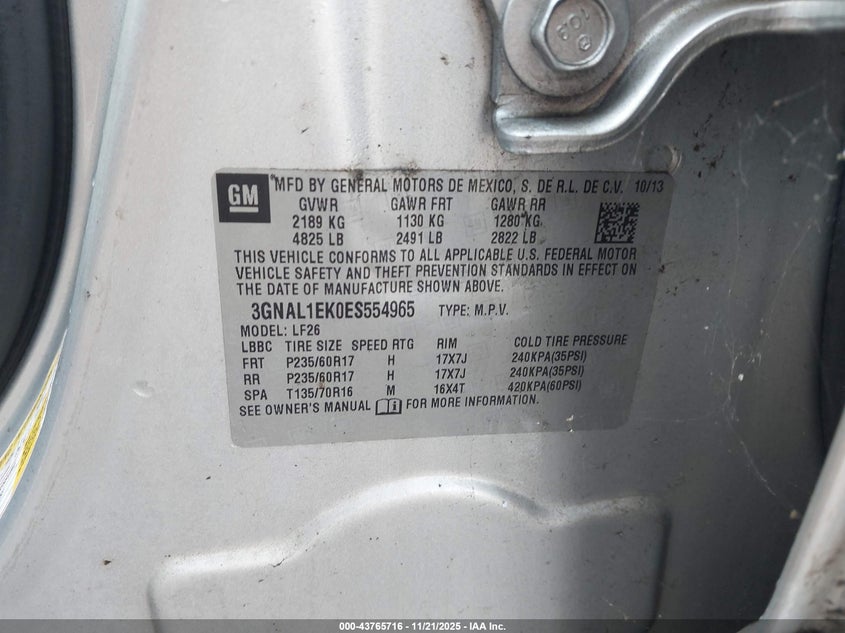 109
GM
*MFD BY GENERAL MOTORS DE MEXICO, S. DE R.L. DE C.V. 10/13
GVWR GAWR FRT GAWR RR
2189 KG 1130 KG 1280 KG
4825 LB 2491 LB 2822 LB
THIS VEHICLE CONFORMS TO ALL APPLICABLE U.S. FEDERAL MOTOR
VEHICLE SAFETY AND THEFT PREVENTION STANDARDS IN EFFECT ON
THE DATE OF MANUFACTURE SHOWN ABOVE.
3GNAL1EK0ES554965 TYPE: M.P.V.
MODEL: LF26
LBBC TIRE SIZE SPEED RTG RIM COLD TIRE PRESSURE
FRT P235/60R17 H 17X7J 240KPA(35PSI)
RR P235/60R17 H 17X7J 240KPA(35PSI)
SPA T135/70R16 M 16X4T 420KPA(60PSI)
SEE OWNER'S MANUAL FOR MORE INFORMATION.
000-43765716 - 11/21/2025 - IAA Inc.